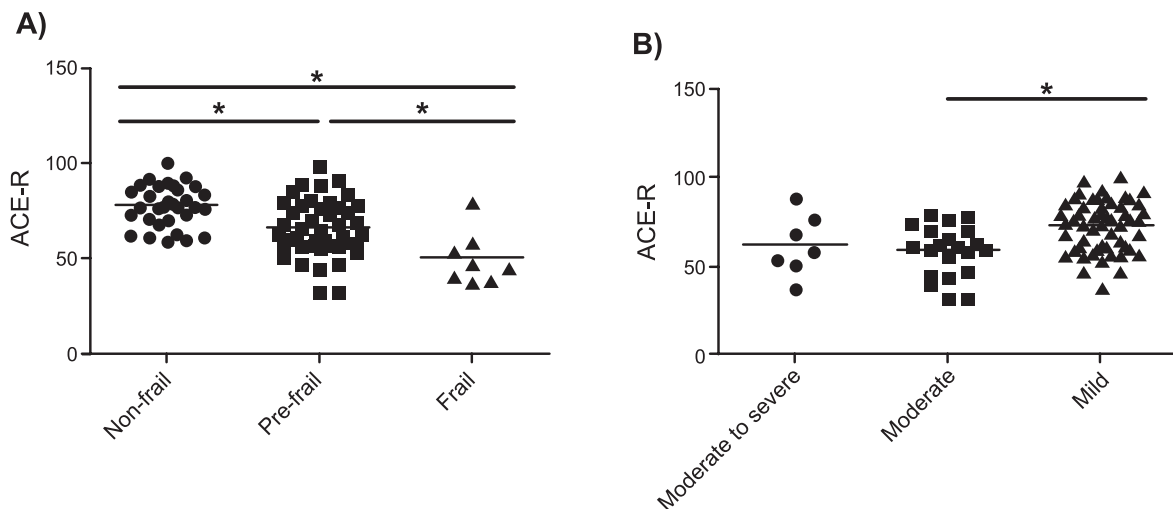 A)
150
100
50
0
ACE-R
*
*
*
Non-frail
Pre-frail
Frail
B)
150
100
50
0
ACE-R
*
Moderate to severe
Moderate
Mild